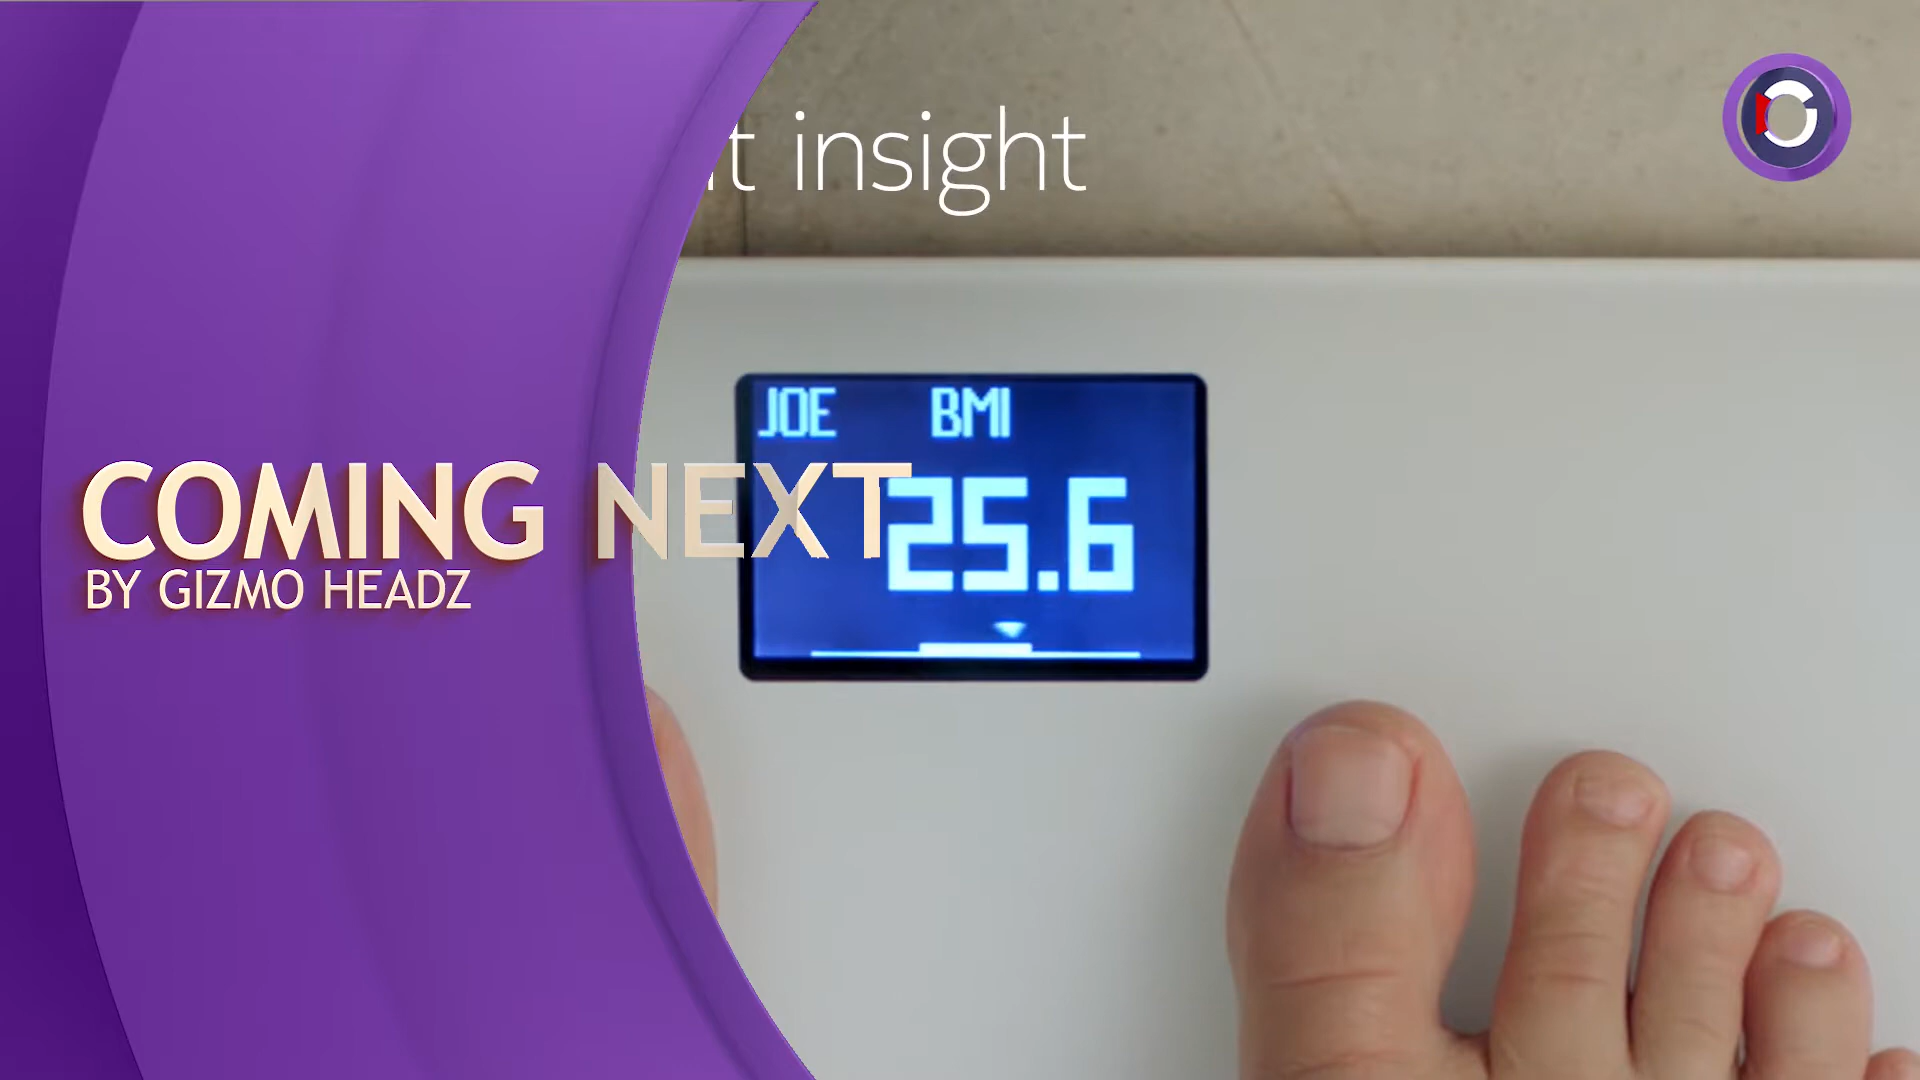 insight
JOE BMI
COMING NEXT
25.6
BY GIZMO HEADZ